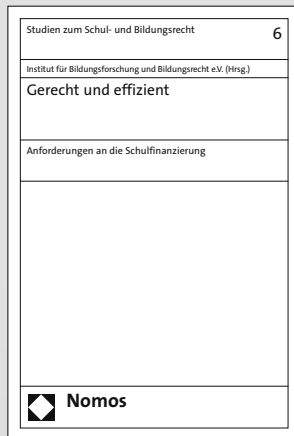 Studien zum Schul- und Bildungsrecht 6
Institut für Bildungsforschung und Bildungsrecht e.V. (Hrsg.)
Gerecht und effizient
Anforderungen an die Schulfinanzierung
Nomos